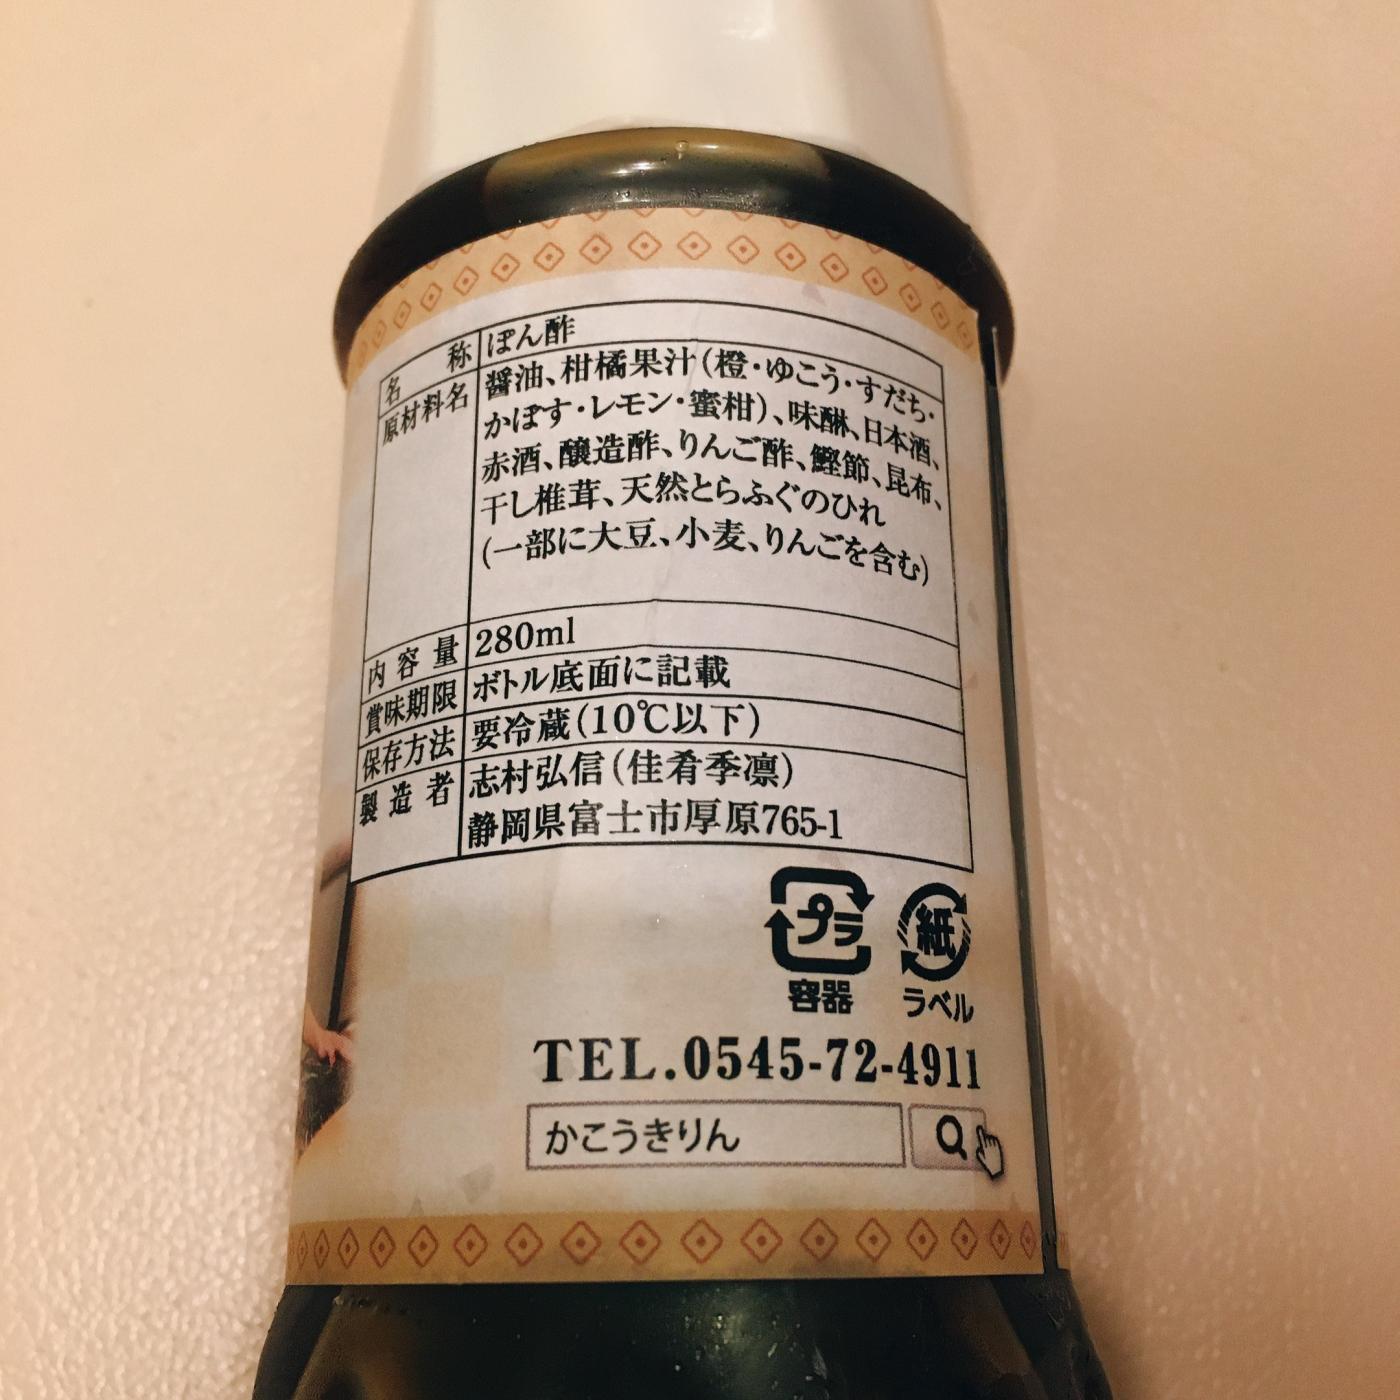 名称 ぽん酢
原材料名 醤油、柑橘果汁(橙・ゆこう・すだち・
かぼす・レモン・蜜柑)、味醂、日本酒、
赤酒、醸造酢、りんご酢、鰹節、昆布、
干し椎茸、天然とらふぐのひれ
(一部に大豆、小麦、りんごを含む)
内容量 280ml
賞味期限 ボトル底面に記載
保存方法 要冷蔵(10℃以下)
製造者 志村弘信(佳肴季凛)
静岡県富士市厚原765-1
プラ 紙
容器 ラベル
TEL.0545-72-4911
かこうきりん